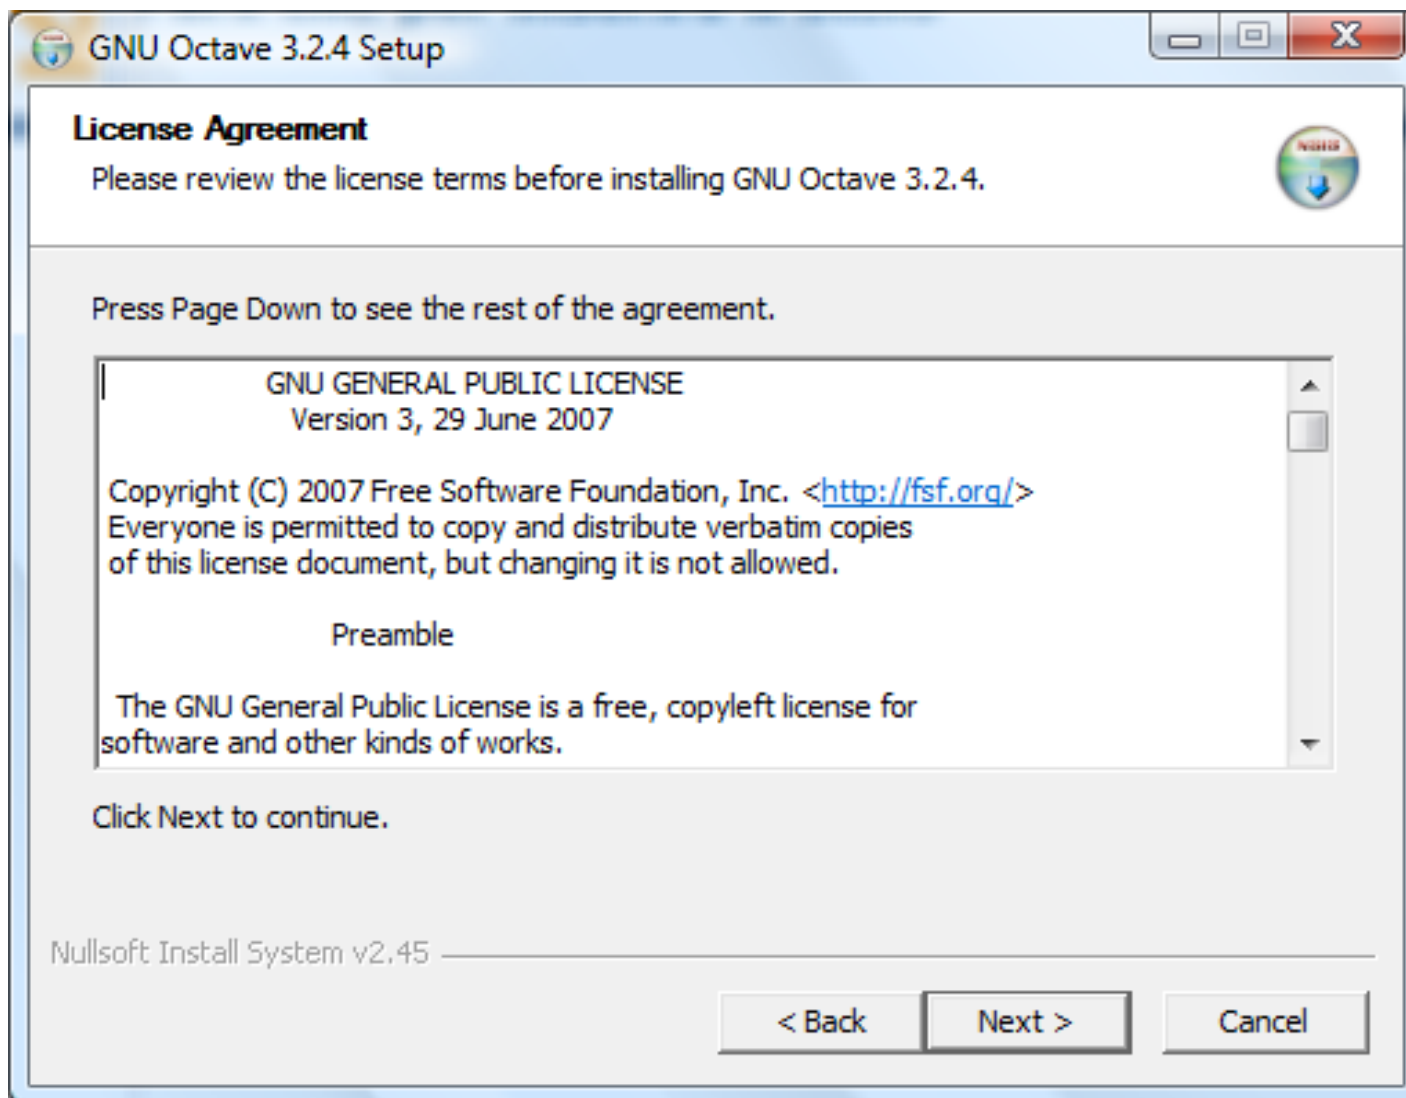 GNU Octave 3.2.4 Setup
License Agreement
Please review the license terms before installing GNU Octave 3.2.4.
Press Page Down to see the rest of the agreement.
GNU GENERAL PUBLIC LICENSE
Version 3, 29 June 2007
Copyright (C) 2007 Free Software Foundation, Inc. <http://fsf.org/>
Everyone is permitted to copy and distribute verbatim copies
of this license document, but changing it is not allowed.
Preamble
The GNU General Public License is a free, copyleft license for
software and other kinds of works.
Click Next to continue.
Nullsoft Install System v2.45
< Back Next > Cancel